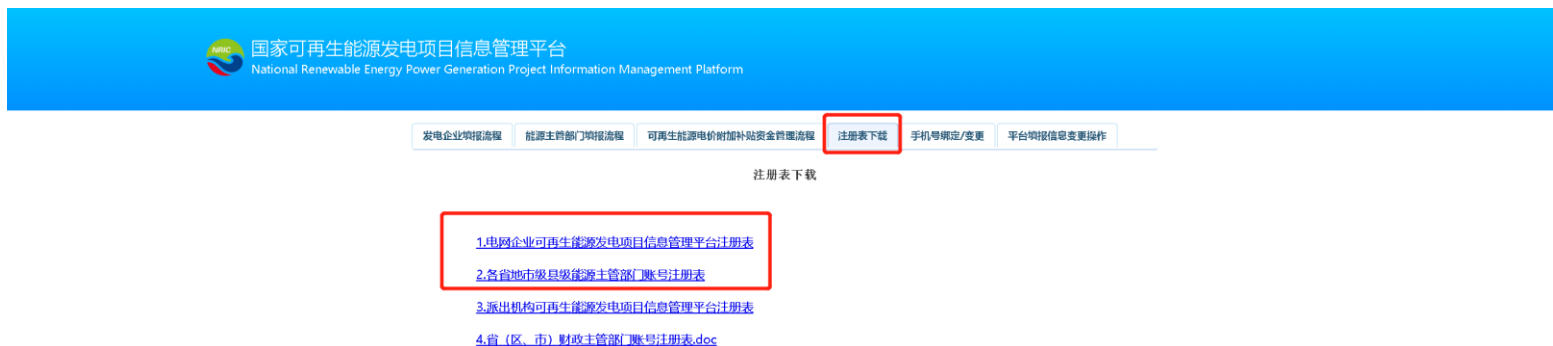 NRIC
国家可再生能源发电项目信息管理平台
National Renewable Energy Power Generation Project Information Management Platform
发电企业填报流程 能源主管部门填报流程 可再生能源电价附加补贴资金管理流程 注册表下载 手机号绑定/变更 平台填报信息变更操作
注册表下载
1.电网企业可再生能源发电项目信息管理平台注册表
2.各省地市级县级能源主管部门账号注册表
3.派出机构可再生能源发电项目信息管理平台注册表
4.省（区、市）财政主管部门账号注册表.doc